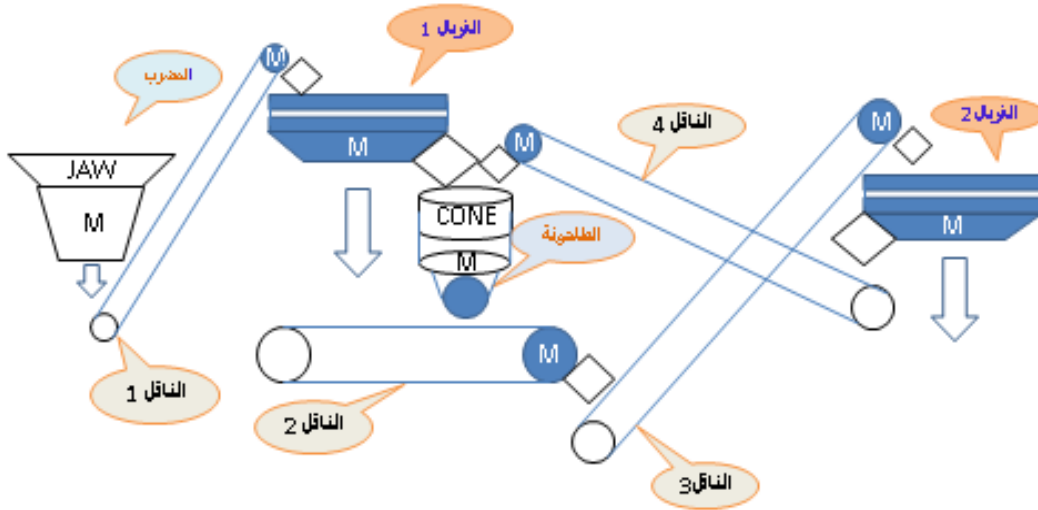 الغربال 1
المضرب
M
الناقل 4
الغربال 2
M
M
M
JAW
M
CONE
الطاحونة
M
M
M
الناقل 1
الناقل 2
الناقل3